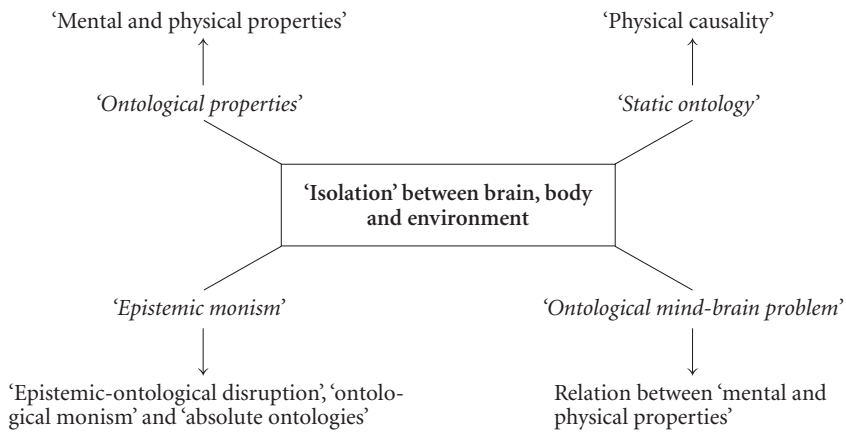 ‘Mental and physical properties’
‘Physical causality’
‘Ontological properties’
‘Static ontology’
‘Isolation’ between brain, body
and environment
‘Epistemic monism’
‘Ontological mind-brain problem’
‘Epistemic-ontological disruption’, ‘ontolo-
gical monism’ and ‘absolute ontologies’
Relation between ‘mental and
physical properties’